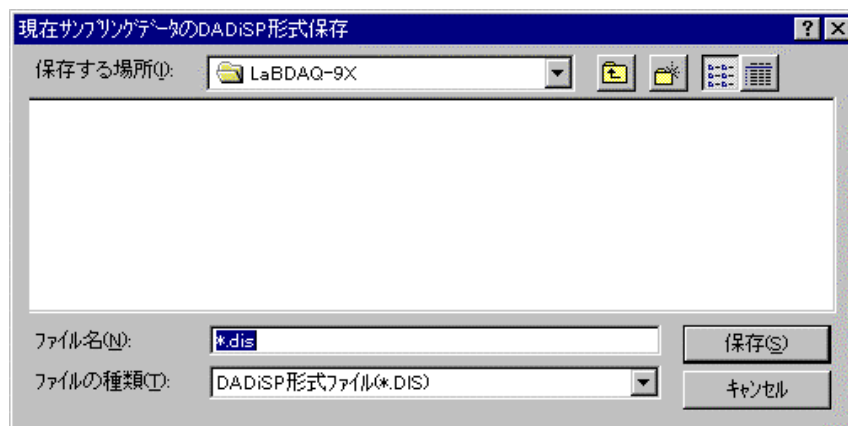 現在ｻﾝﾌﾟﾘﾝｸﾞﾃﾞｰﾀのDADiSP形式保存
保存する場所(I):
LaBDAQ-9X
ﾌｧｲﾙ名(N):
*.dis
保存(S)
ﾌｧｲﾙの種類(T):
DADiSP形式ﾌｧｲﾙ(*.DIS)
ｷｬﾝｾﾙ